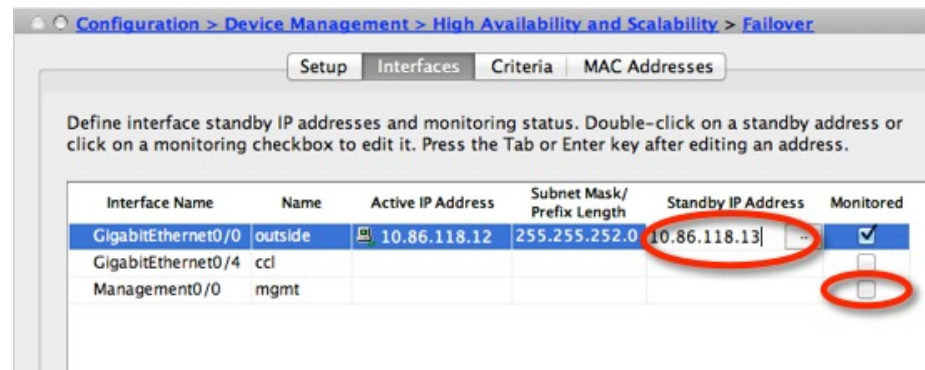 Configuration > Device Management > High Availability and Scalability > Failover
Setup Interfaces Criteria MAC Addresses
Define interface standby IP addresses and monitoring status. Double-click on a standby address or
click on a monitoring checkbox to edit it. Press the Tab or Enter key after editing an address.
Interface Name Name Active IP Address Subnet Mask/ Prefix Length Standby IP Address Monitored
GigabitEthernet0/0 outside 10.86.118.12 255.255.252.0 10.86.118.13 ...
GigabitEthernet0/4 ccl
Management0/0 mgmt